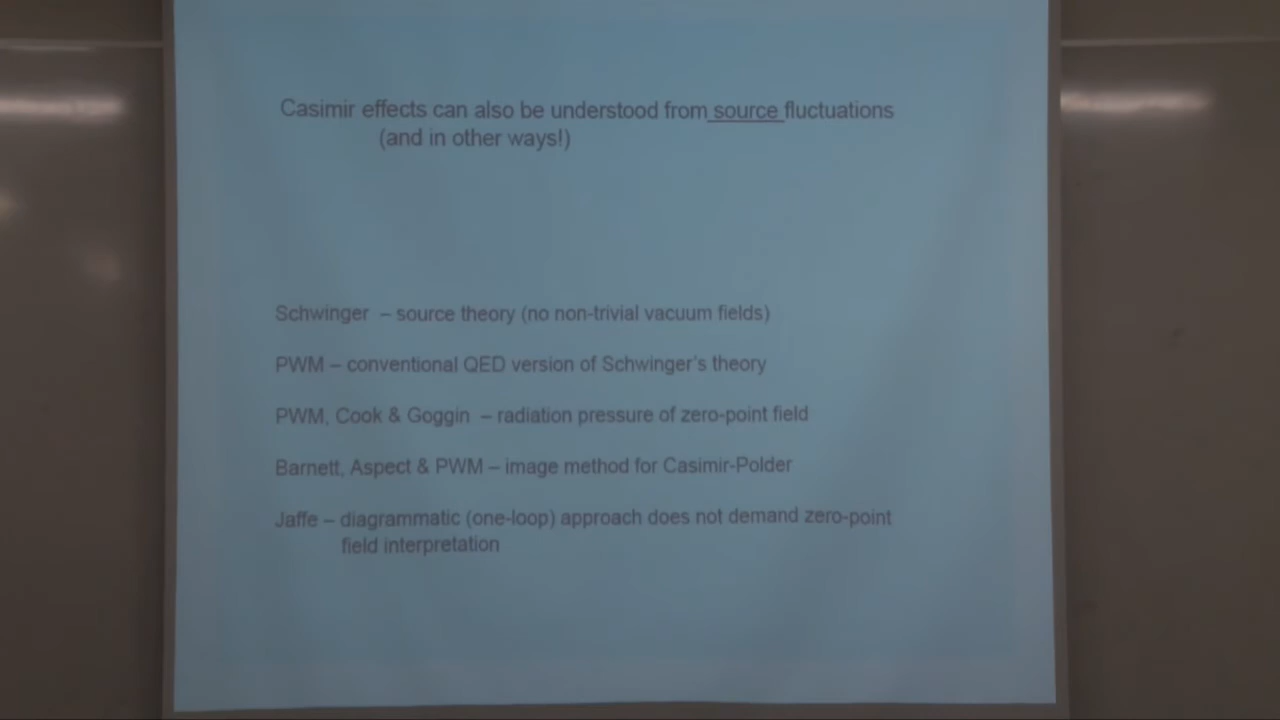 Casimir effects can also be understood from source fluctuations
(and in other ways!)
Schwinger – source theory (no non-trivial vacuum fields)
PWM – conventional QED version of Schwinger's theory
PWM, Cook & Goggin – radiation pressure of zero-point field
Barnett, Aspect & PWM – image method for Casimir-Polder
Jaffe – diagrammatic (one-loop) approach does not demand zero-point
field interpretation